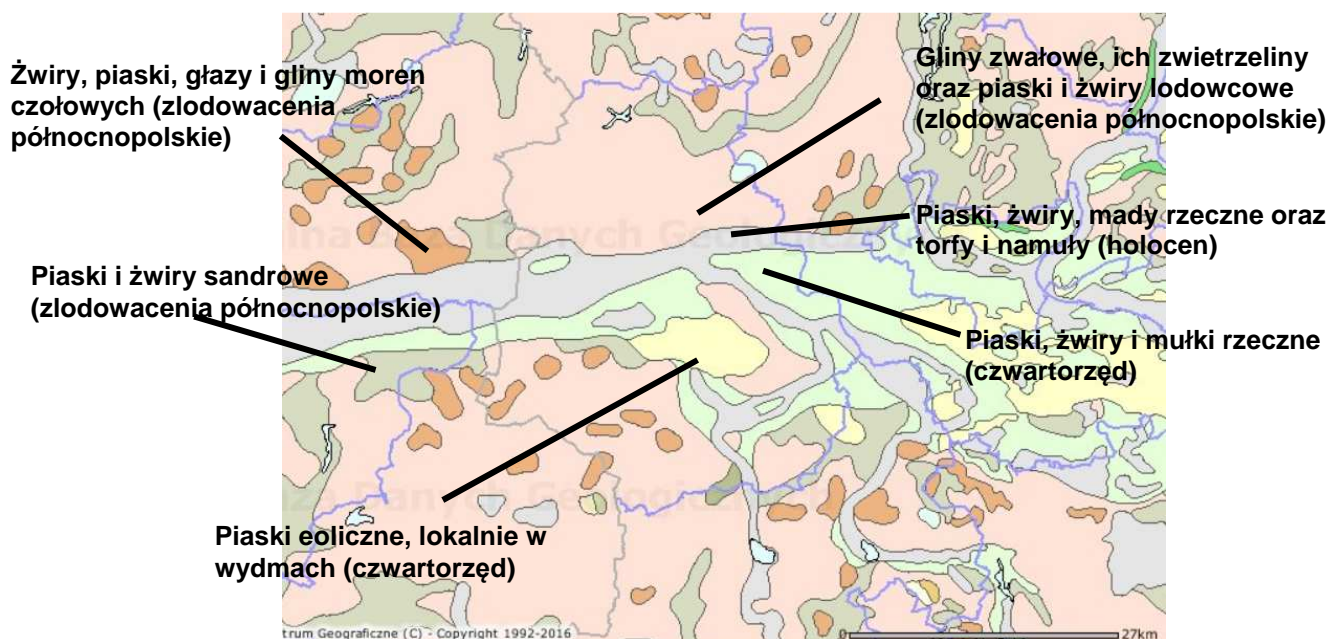 Żwiry, piaski, głazy i gliny moren
czołowych (zlodowacenia
północnopolskie)
Gliny zwałowe, ich zwietrzeliny
oraz piaski i żwiry lodowcowe
(zlodowacenia północnopolskie)
Piaski, żwiry, mady rzeczne oraz
torfy i namuły (holocen)
Piaski i żwiry sandrowe
(zlodowacenia północnopolskie)
Piaski, żwiry i mułki rzeczne
(czwartorzęd)
Piaski eoliczne, lokalnie w
wydmach (czwartorzęd)
Danych
Danych
trum Geograficzne (C) - Copyright 1992-2016
0 27km